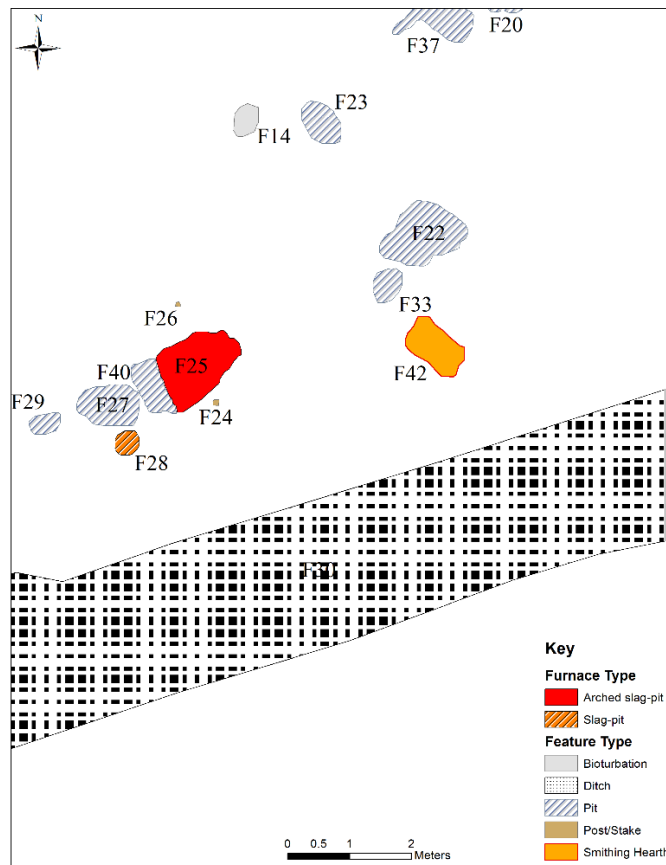 N
F37
F20
F23
F14
F22
F33
F26
F25
F40
F42
F29
F27
F24
F28
F30
Key
Furnace Type
Arched slag-pit
Slag-pit
Feature Type
Bioturbation
Ditch
Pit
Post/Stake
Smithing Hearth
0 0.5 1 2
Meters